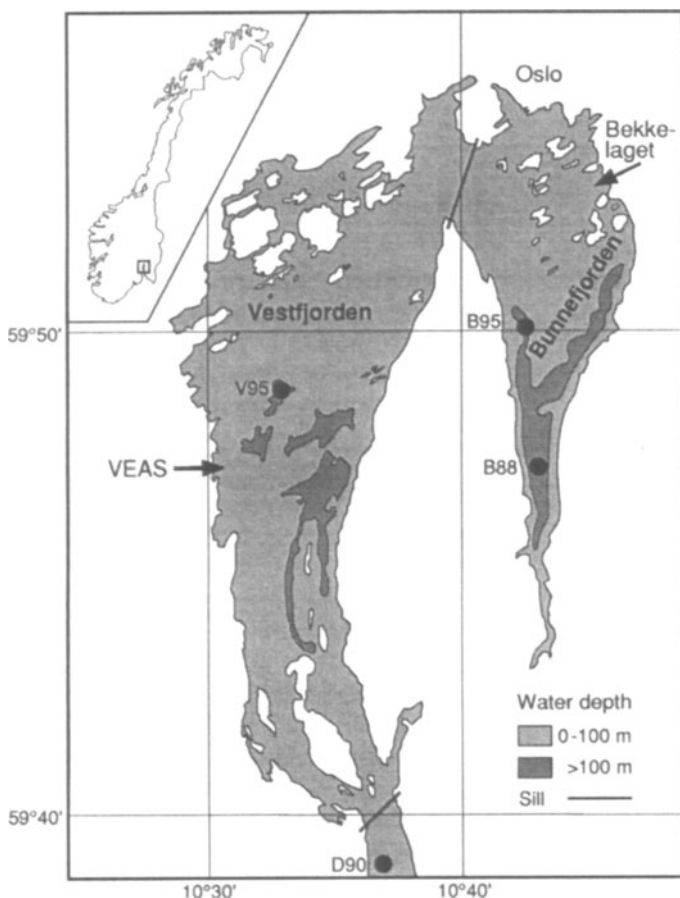 Oslo
Bekke-
laget
Vestfjorden
Bunnefjorden
59°50'
B95
V95
VEAS
B88
Water depth
0-100 m
>100 m
Sill
59°40'
D90
10°30'
10°40'